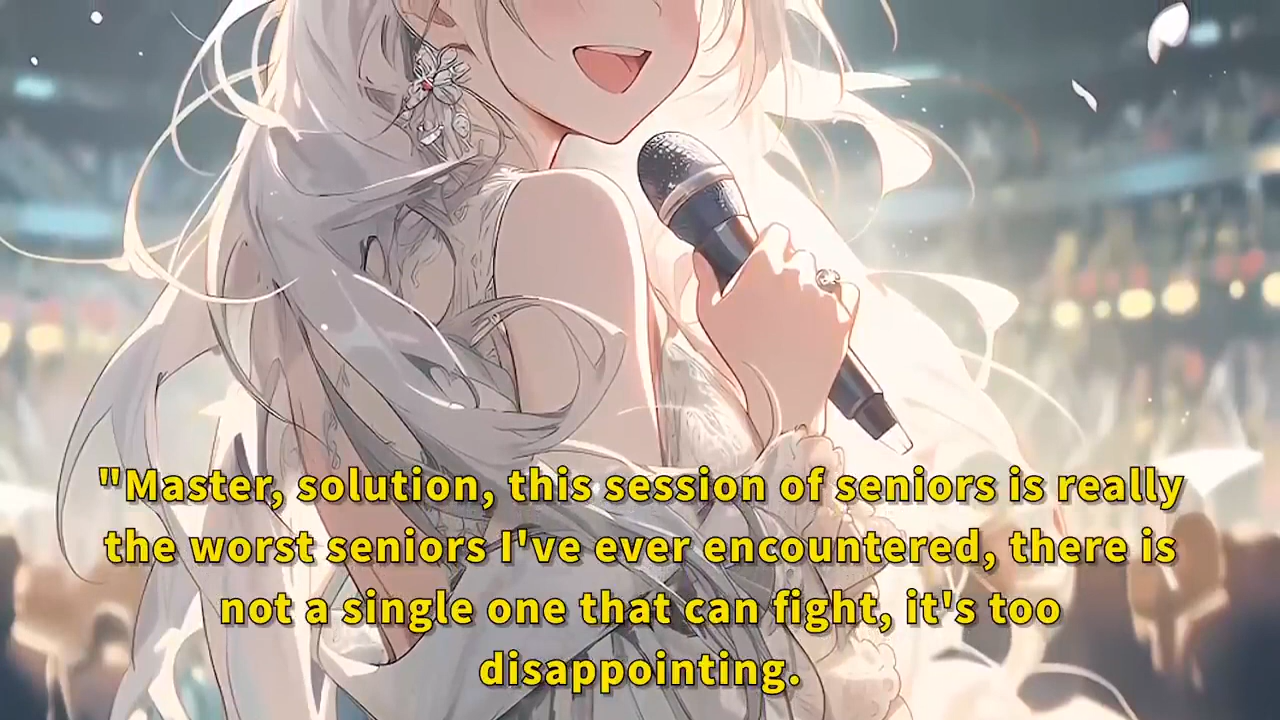 "Master, solution, this session of seniors is really
the worst seniors I've ever encountered, there is
not a single one that can fight, it's too
disappointing.